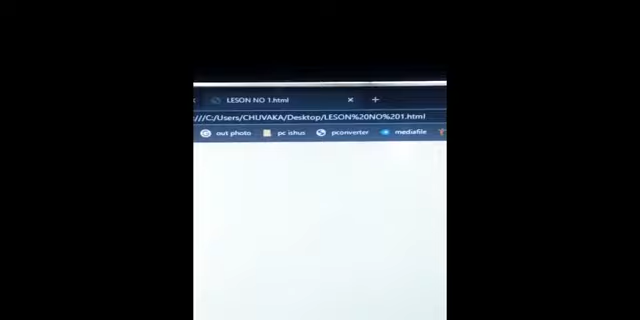 LESON NO 1.html
///C:/Users/CHUVAKA/Desktop/LESON%20NO%201.html
out photo pc ishus pconverter mediafile